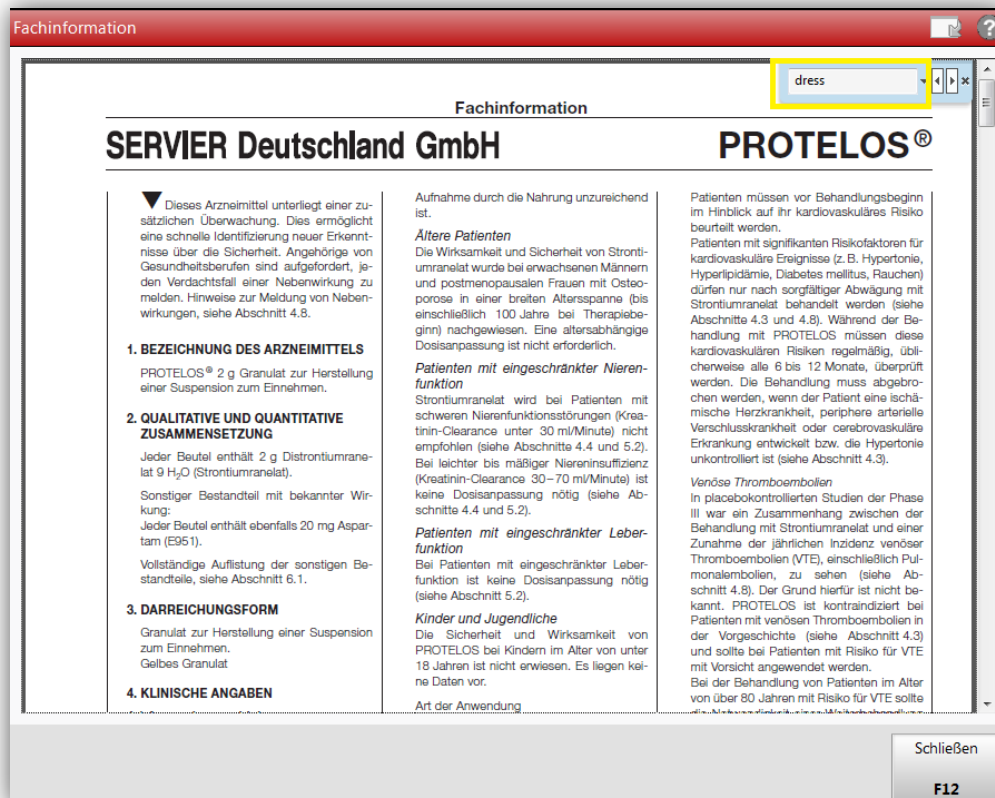 Fachinformation
dress
Fachinformation
SERVIER Deutschland GmbH
PROTELOS®
▼ Dieses Arzneimittel unterliegt einer zu-
sätzlichen Überwachung. Dies ermöglicht
eine schnelle Identifizierung neuer Erkennt-
nisse über die Sicherheit. Angehörige von
Gesundheitsberufen sind aufgefordert, je-
den Verdachtsfall einer Nebenwirkung zu
melden. Hinweise zur Meldung von Neben-
wirkungen, siehe Abschnitt 4.8.
1. BEZEICHNUNG DES ARZNEIMITTELS
PROTELOS® 2 g Granulat zur Herstellung
einer Suspension zum Einnehmen.
2. QUALITATIVE UND QUANTITATIVE
ZUSAMMENSETZUNG
Jeder Beutel enthält 2 g Distrontiumrane-
lat 9 H₂O (Strontiumranelat).
Sonstiger Bestandteil mit bekannter Wir-
kung:
Jeder Beutel enthält ebenfalls 20 mg Aspar-
tam (E951).
Vollständige Auflistung der sonstigen Be-
standteile, siehe Abschnitt 6.1.
3. DARREICHUNGSFORM
Granulat zur Herstellung einer Suspension
zum Einnehmen.
Gelbes Granulat
4. KLINISCHE ANGABEN
Aufnahme durch die Nahrung unzureichend
ist.
Ältere Patienten
Die Wirksamkeit und Sicherheit von Stronti-
umranelat wurde bei erwachsenen Männern
und postmenopausalen Frauen mit Osteo-
porose in einer breiten Altersspanne (bis
einschließlich 100 Jahre bei Therapiebe-
ginn) nachgewiesen. Eine altersabhängige
Dosisanpassung ist nicht erforderlich.
Patienten mit eingeschränkter Nieren-
funktion
Strontiumranelat wird bei Patienten mit
schweren Nierenfunktionsstörungen (Krea-
tinin-Clearance unter 30 ml/Minute) nicht
empfohlen (siehe Abschnitte 4.4 und 5.2).
Bei leichter bis mäßiger Niereninsuffizienz
(Kreatinin-Clearance 30–70 ml/Minute) ist
keine Dosisanpassung nötig (siehe Ab-
schnitte 4.4 und 5.2).
Patienten mit eingeschränkter Leber-
funktion
Bei Patienten mit eingeschränkter Leber-
funktion ist keine Dosisanpassung nötig
(siehe Abschnitt 5.2).
Kinder und Jugendliche
Die Sicherheit und Wirksamkeit von
PROTELOS bei Kindern im Alter von unter
18 Jahren ist nicht erwiesen. Es liegen kei-
ne Daten vor.
Art der Anwendung
Patienten müssen vor Behandlungsbeginn
im Hinblick auf ihr kardiovaskuläres Risiko
beurteilt werden.
Patienten mit signifikanten Risikofaktoren für
kardiovaskuläre Ereignisse (z. B. Hypertonie,
Hyperlipidämie, Diabetes mellitus, Rauchen)
dürfen nur nach sorgfältiger Abwägung mit
Strontiumranelat behandelt werden (siehe
Abschnitte 4.3 und 4.8). Während der Be-
handlung mit PROTELOS müssen diese
kardiovaskulären Risiken regelmäßig, übli-
cherweise alle 6 bis 12 Monate, überprüft
werden. Die Behandlung muss abgebro-
chen werden, wenn der Patient eine ischä-
mische Herzkrankheit, periphere arterielle
Verschlusskrankheit oder cerebrovaskuläre
Erkrankung entwickelt bzw. die Hypertonie
unkontrolliert ist (siehe Abschnitt 4.3).
Venöse Thromboembolien
In placebokontrollierten Studien der Phase
III war ein Zusammenhang zwischen der
Behandlung mit Strontiumranelat und einer
Zunahme der jährlichen Inzidenz venöser
Thromboembolien (VTE), einschließlich Pul-
monalembolien, zu sehen (siehe Ab-
schnitt 4.8). Der Grund hierfür ist nicht be-
kannt. PROTELOS ist kontraindiziert bei
Patienten mit venösen Thromboembolien in
der Vorgeschichte (siehe Abschnitt 4.3)
und sollte bei Patienten mit Risiko für VTE
mit Vorsicht angewendet werden.
Bei der Behandlung von Patienten im Alter
von über 80 Jahren mit Risiko für VTE sollte
Schließen
F12